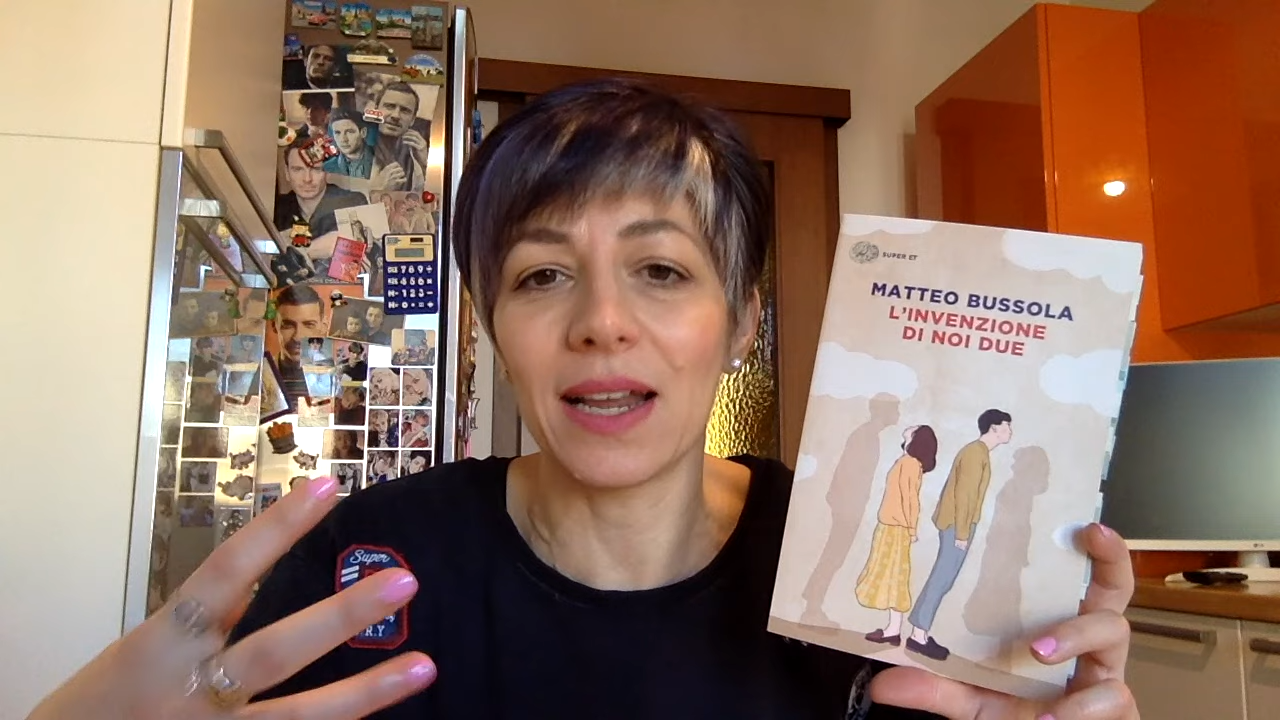 SUPER ET
MATTEO BUSSOLA
L'INVENZIONE
DI NOI DUE
Super
R.Y